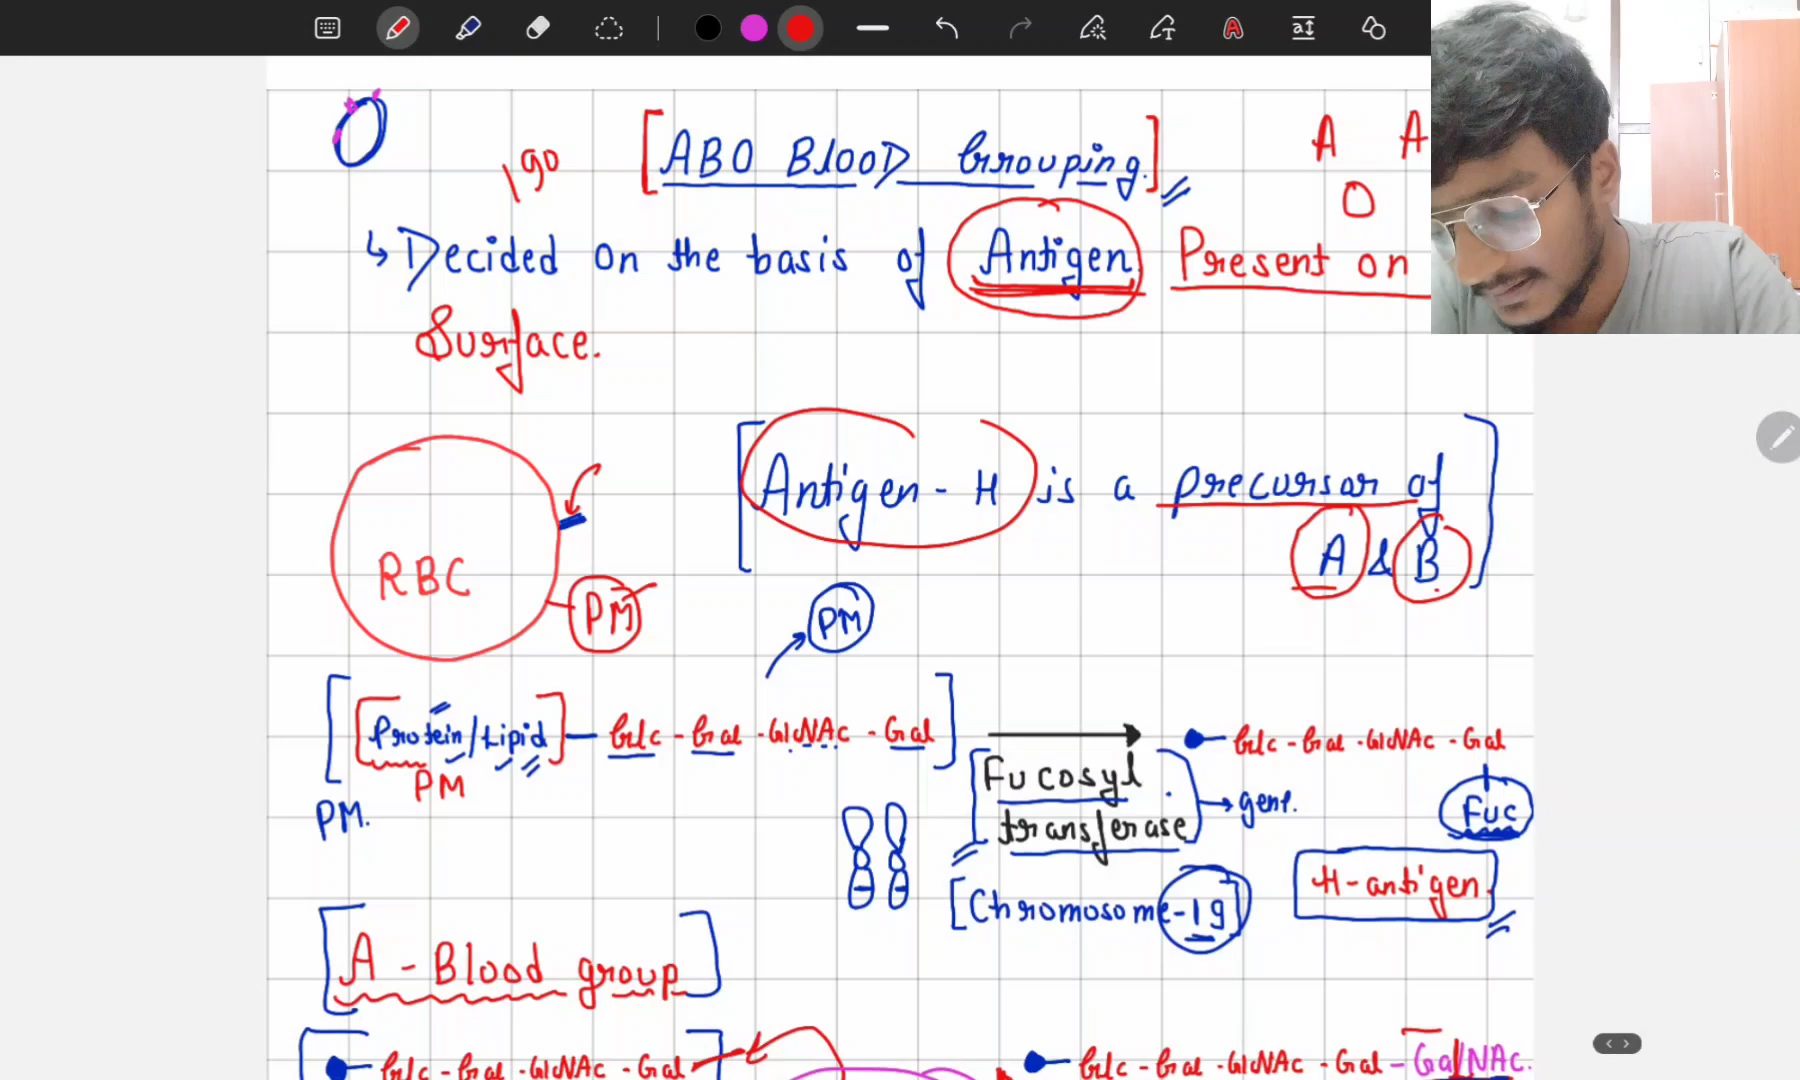 [ABO BlooD Grouping.]
190
A A
O
↳ Decided on the basis of Antigen Present on
Surface.
[Antigen - H is a precursor of
A & B]
RBC
PM
PM
[[Protein/Lipid] - Glc - Gal - GlcNAc - Gal] → Glc - Gal - GlcNAc - Gal
PM
PM.
[Fucosyl
transferase] → gene.
Fuc
[Chromosome - 19]
H-antigen
[A - Blood group]
Glc - Gal - GlcNAc - Gal
Glc - Gal - GlcNAc - Gal - GalNAc.